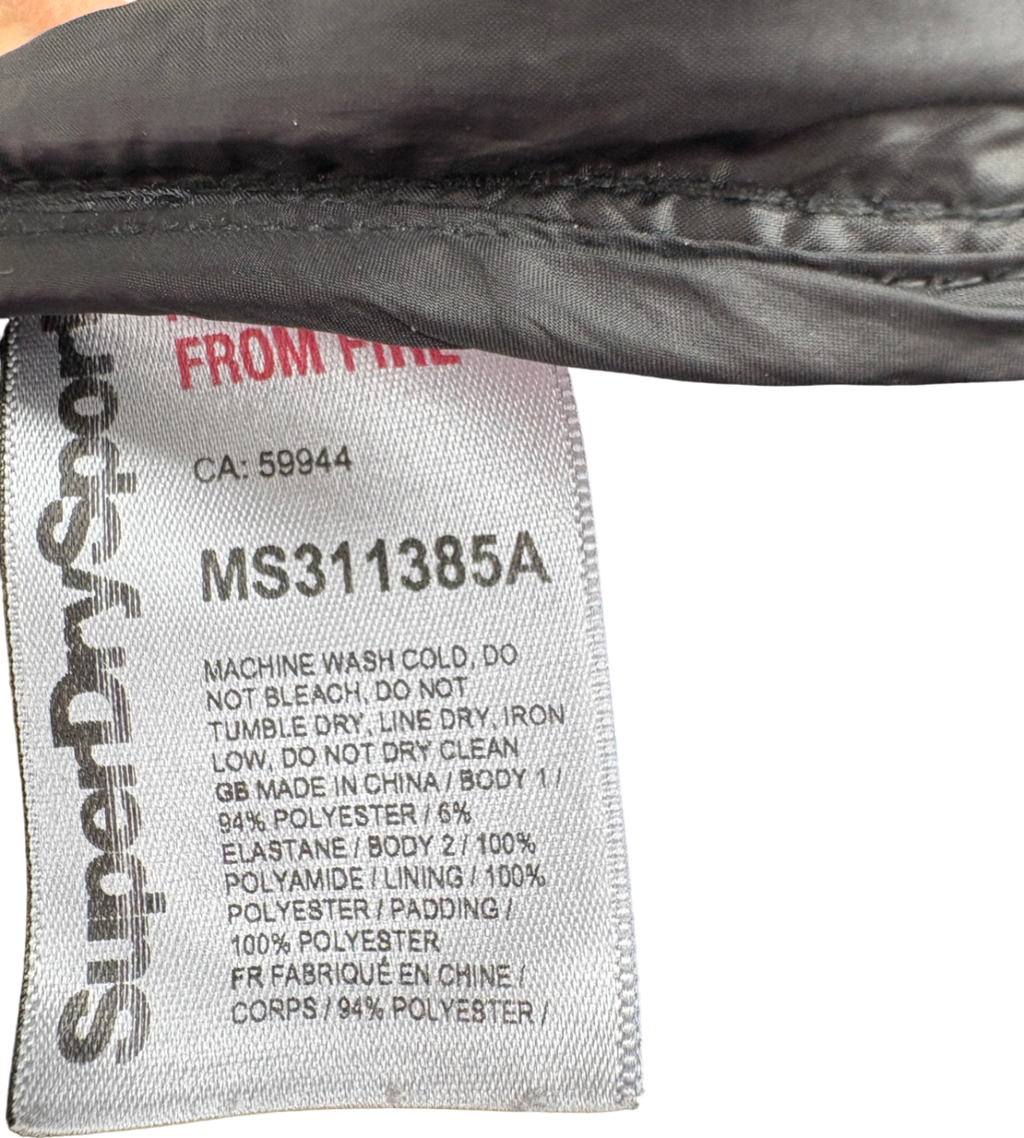 FROM FIRE
CA: 59944
MS311385A
MACHINE WASH COLD, DO
NOT BLEACH, DO NOT
TUMBLE DRY, LINE DRY, IRON
LOW, DO NOT DRY CLEAN
GB MADE IN CHINA / BODY 1 /
94% POLYESTER / 6%
ELASTANE / BODY 2 / 100%
POLYAMIDE / LINING / 100%
POLYESTER / PADDING /
100% POLYESTER
FR FABRIQUÉ EN CHINE /
CORPS / 94% POLYESTER /
SuperDrySport